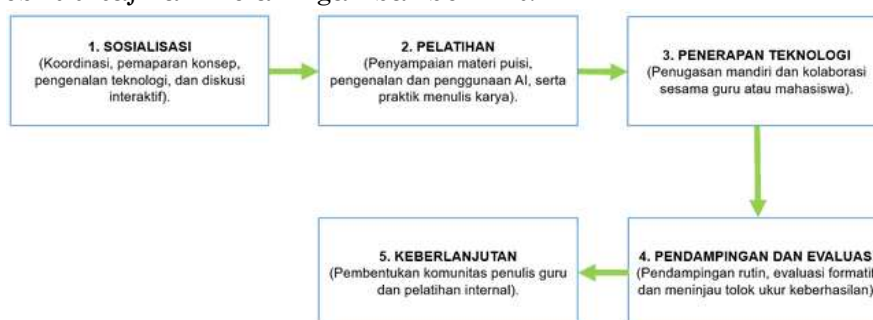 1. SOSIALISASI
(Koordinasi, pemaparan konsep,
pengenalan teknologi, dan diskusi
interaktif).
2. PELATIHAN
(Penyampaian materi puisi,
pengenalan dan penggunaan AI, serta
praktik menulis karya).
3. PENERAPAN TEKNOLOGI
(Penugasan mandiri dan kolaborasi
sesama guru atau mahasiswa).
4. PENDAMPINGAN DAN EVALUAS
(Pendampingan rutin, evaluasi formatif
dan meninjau tolok ukur keberhasilan)
5. KEBERLANJUTAN
(Pembentukan komunitas penulis guru
dan pelatihan internal).